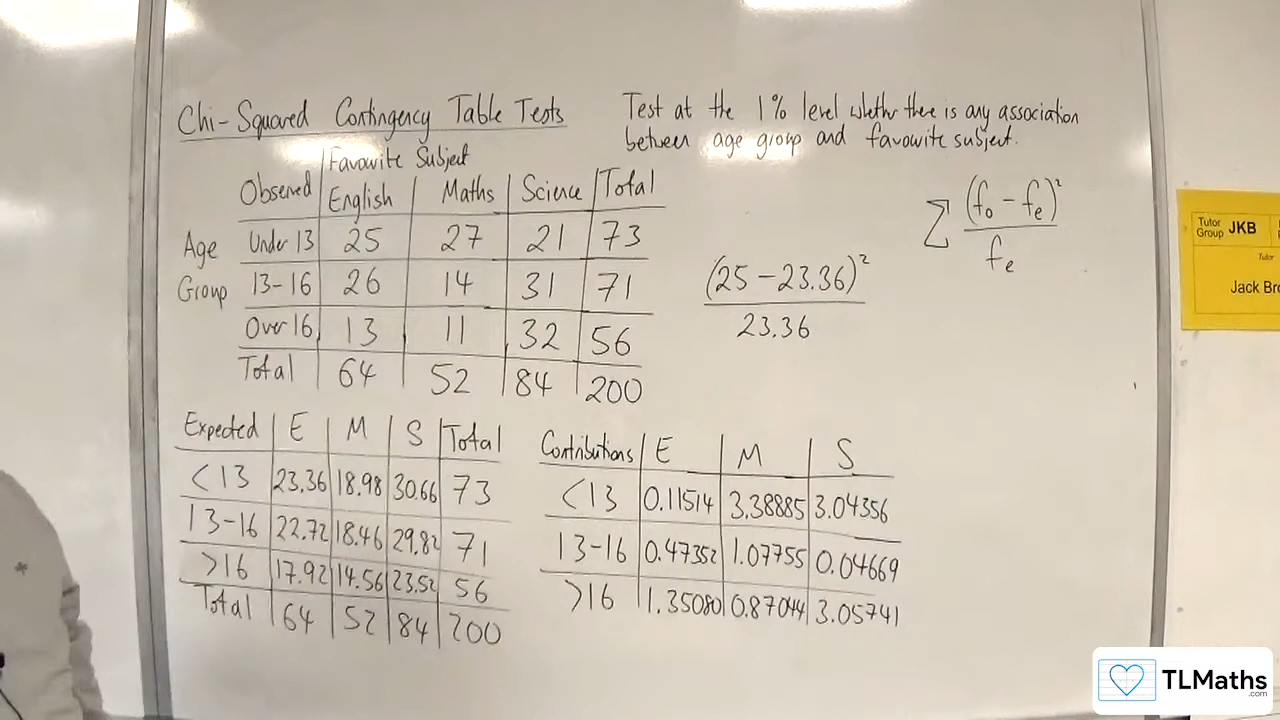 Chi-Squared Contingency Table Tests
Test at the 1% level whether there is any association
between age group and favourite subject.
Favourite Subject
Observed English Maths Science Total
Age Under 13 25 27 21 73
Group 13-16 26 14 31 71
Over 16 13 11 32 56
Total 64 52 84 200
(25 - 23.36)²
23.36
Σ (fo - fe)²
fe
Expected E M S Total
<13 23.36 18.98 30.66 73
13-16 22.72 18.46 29.82 71
>16 17.92 14.56 23.52 56
Total 64 52 84 200
Contributions E M S
<13 0.11514 3.38885 3.04356
13-16 0.47352 1.07755 0.04669
>16 1.35080 0.87044 3.05741
Tutor
Group JKB
Tutor
Jack Br
TLMaths
.com